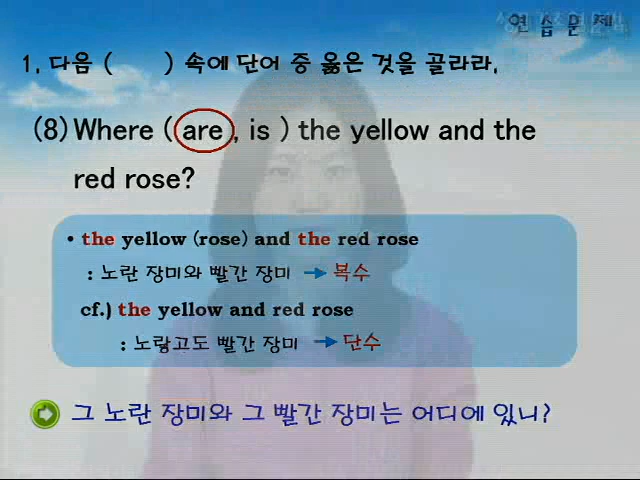 연 습 문 제
1. 다음 (      ) 속에 단어 중 옳은 것을 골라라.
(8) Where ( are , is ) the yellow and the
red rose?
• the yellow (rose) and the red rose
: 노란 장미와 빨간 장미 → 복수
cf.) the yellow and red rose
: 노랗고도 빨간 장미 → 단수
그 노란 장미와 그 빨간 장미는 어디에 있니?